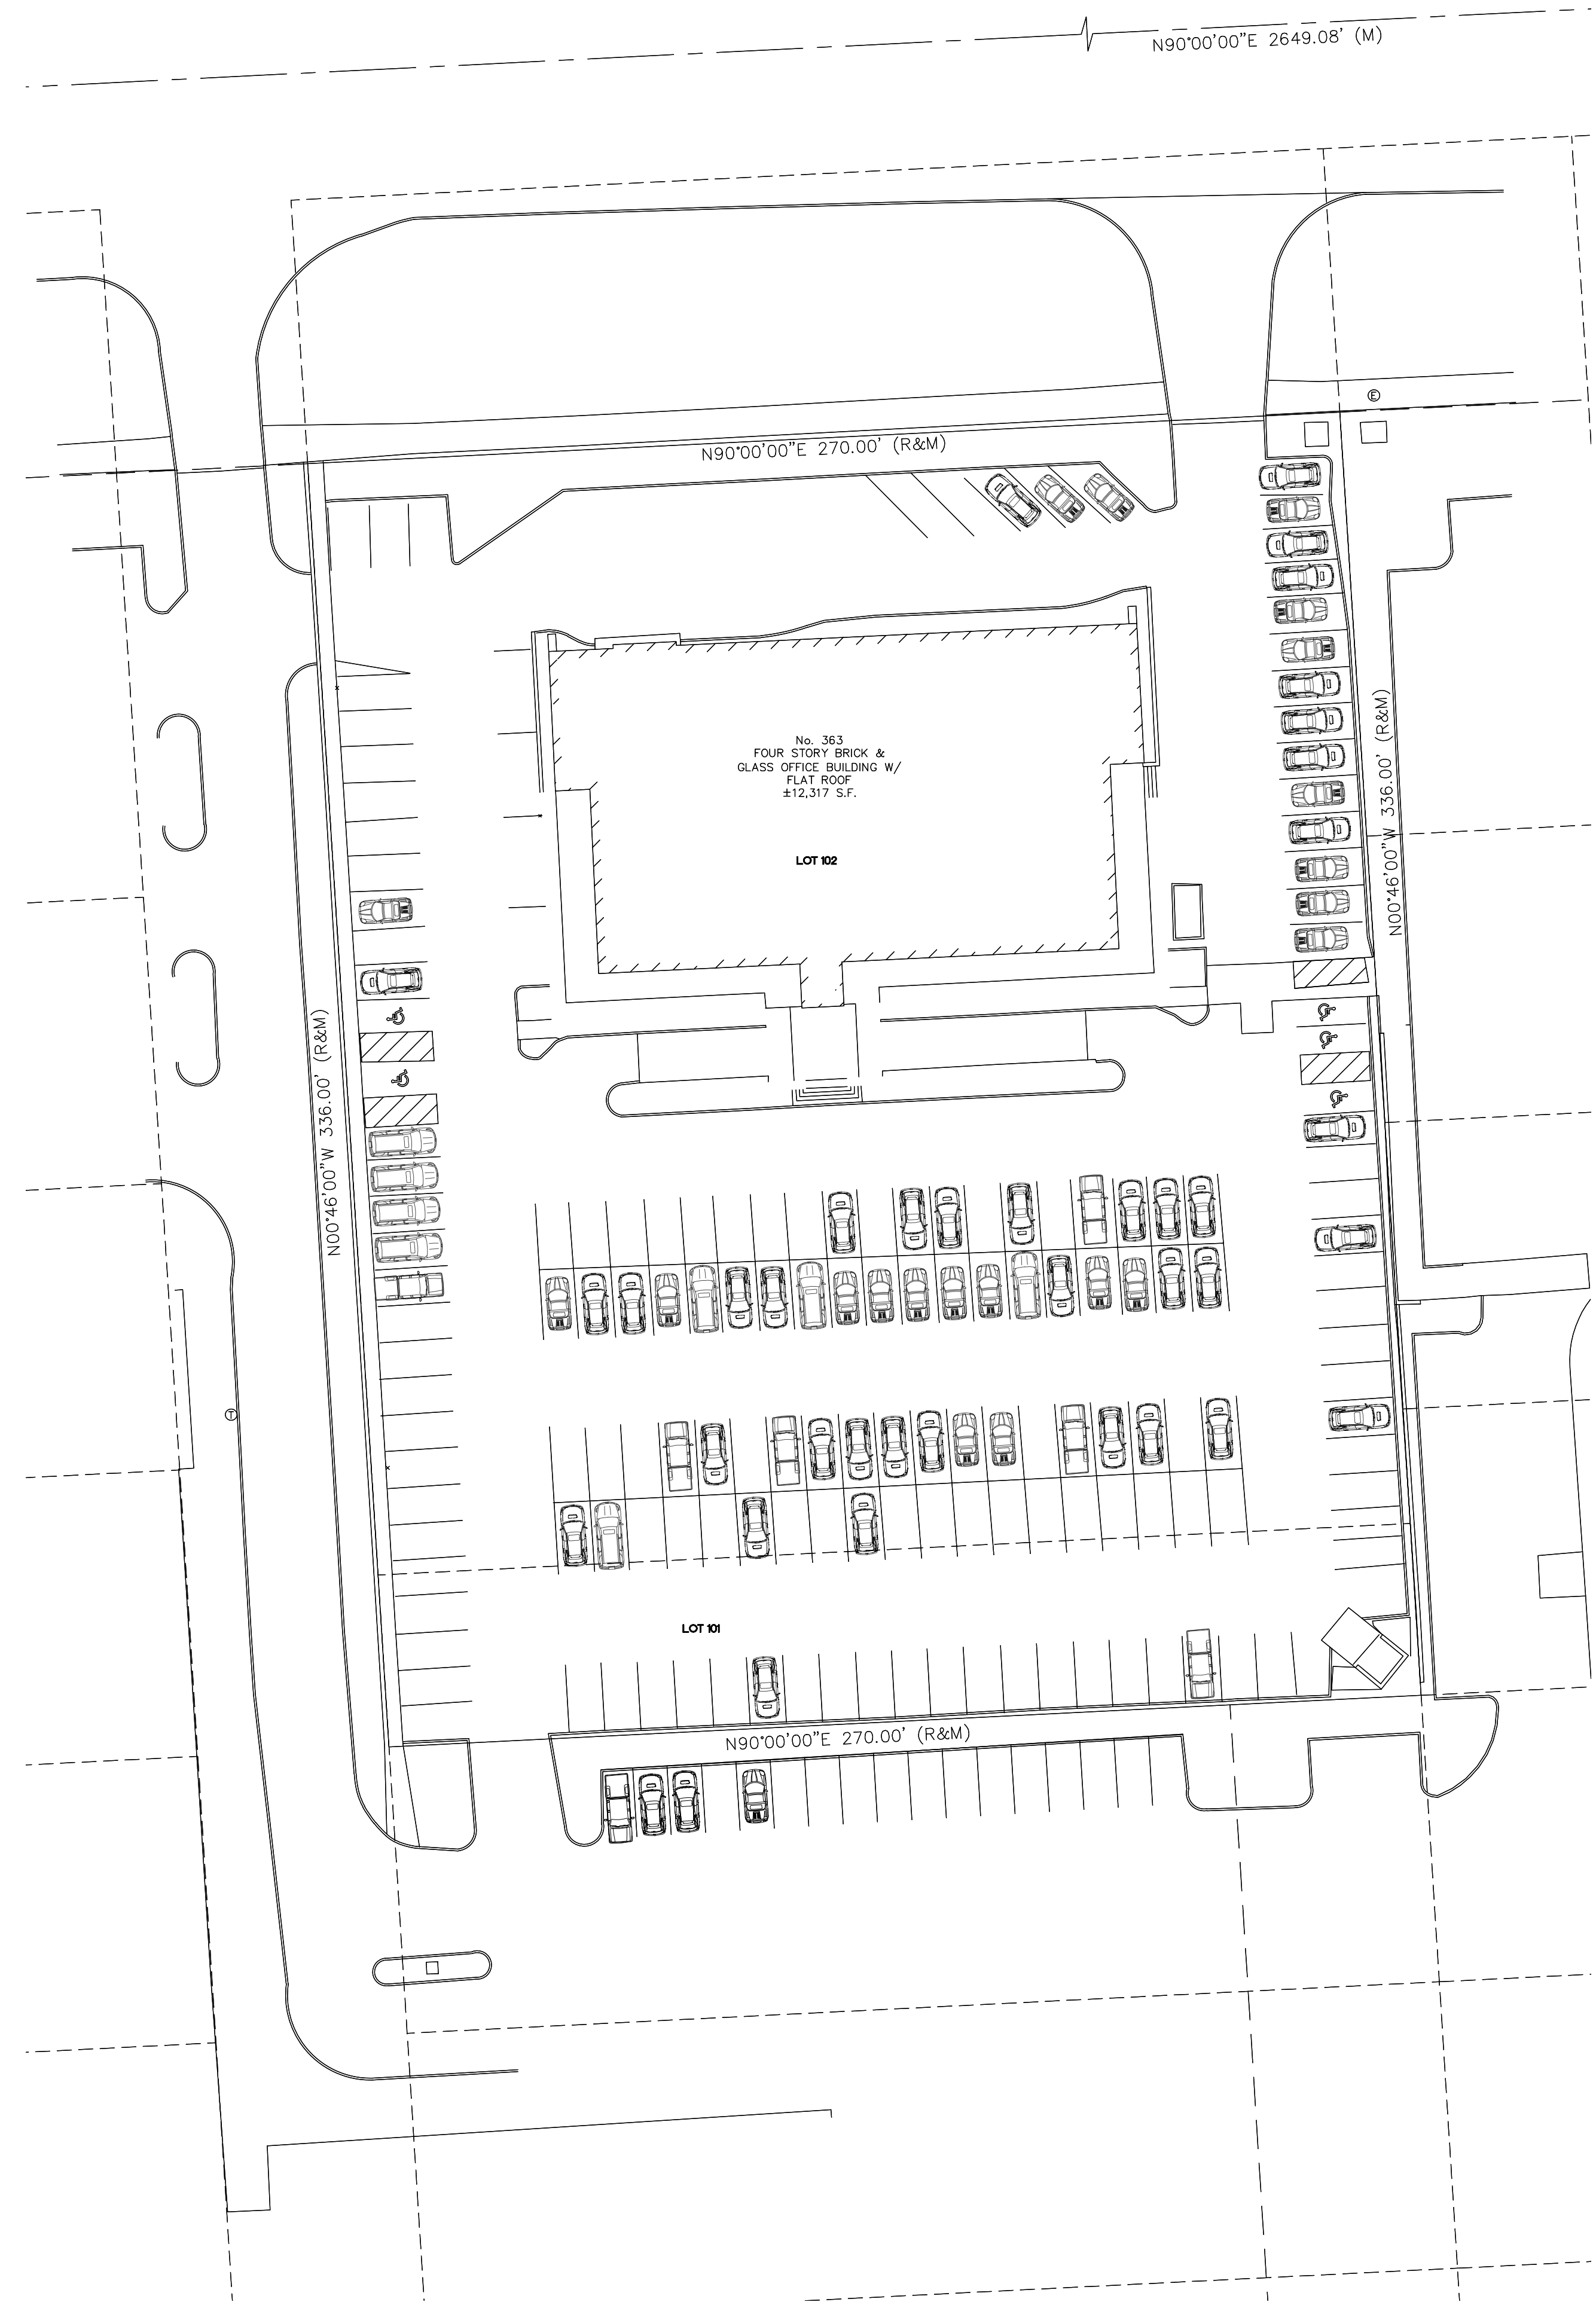 N90°00'00"E 2649.08' (M)
E
N90°00'00"E 270.00' (R&M)
No. 363
FOUR STORY BRICK &
GLASS OFFICE BUILDING W/
FLAT ROOF
±12,317 S.F.
LOT 102
N00°46'00"W 336.00' (R&M)
N00°46'00"W 336.00' (R&M)
T
LOT 101
N90°00'00"E 270.00' (R&M)